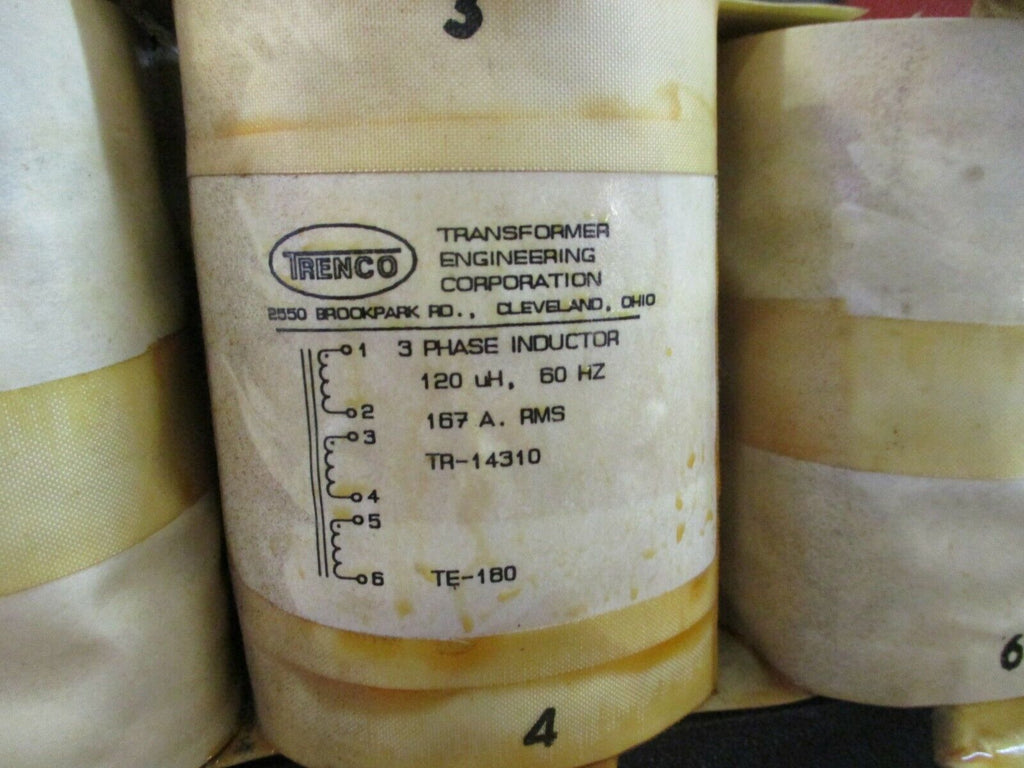 3
TRENCO
TRANSFORMER
ENGINEERING
CORPORATION
2550 BROOKPARK RD., CLEVELAND, OHIO
3 PHASE INDUCTOR
120 uH, 60 HZ
167 A. RMS
TR-14310
TE-180
1
2
3
4
5
6
4
6